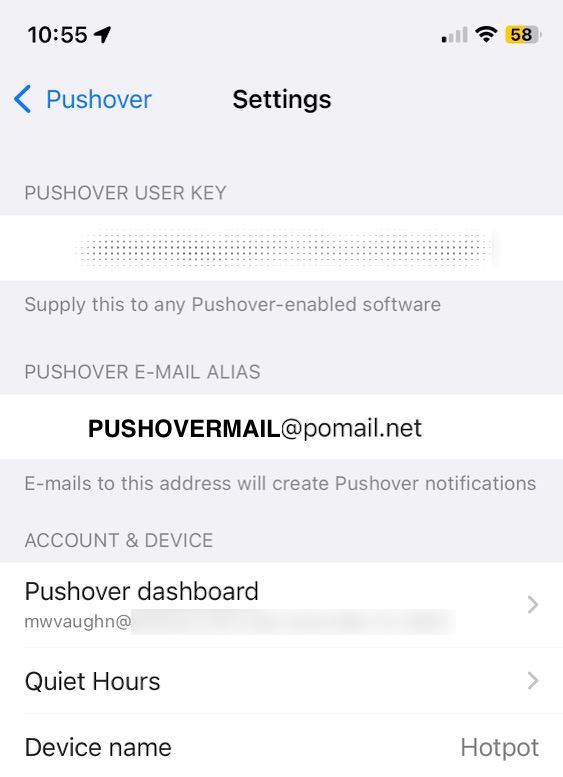 10:55
58
Pushover
Settings
PUSHOVER USER KEY
Supply this to any Pushover-enabled software
PUSHOVER E-MAIL ALIAS
PUSHOVERMAIL@pomail.net
E-mails to this address will create Pushover notifications
ACCOUNT & DEVICE
Pushover dashboard
mwvaughn@
Quiet Hours
Device name
Hotpot